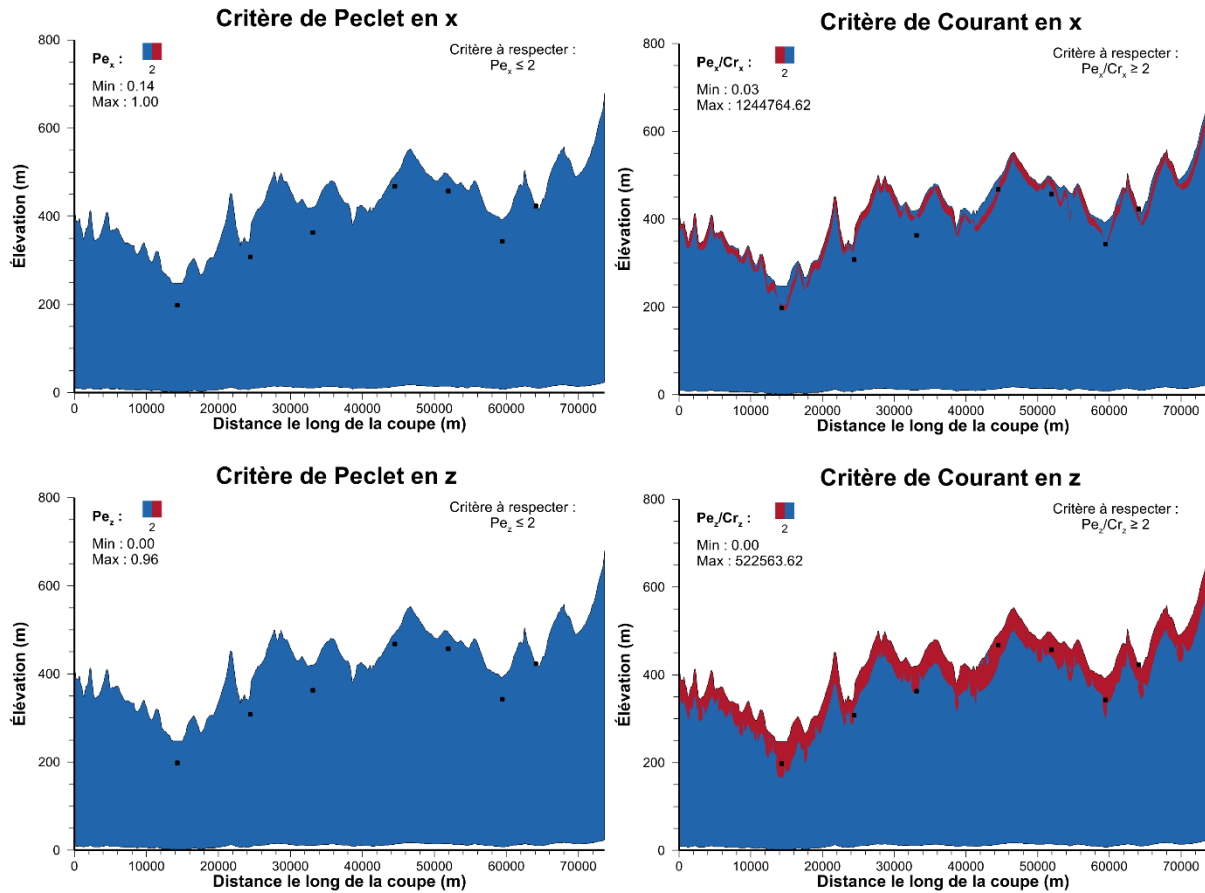 Critère de Peclet en x
Pe_x :
2
Min : 0.14
Max : 1.00
Critère à respecter :
Pe_x ≤ 2
Élévation (m)
800
600
400
200
0
0 10000 20000 30000 40000 50000 60000 70000
Distance le long de la coupe (m)
Critère de Courant en x
Pe_x/Cr_x :
2
Min : 0.03
Max : 1244764.62
Critère à respecter :
Pe_x/Cr_x ≥ 2
Élévation (m)
800
600
400
200
0
0 10000 20000 30000 40000 50000 60000 70000
Distance le long de la coupe (m)
Critère de Peclet en z
Pe_z :
2
Min : 0.00
Max : 0.96
Critère à respecter :
Pe_z ≤ 2
Élévation (m)
800
600
400
200
0
0 10000 20000 30000 40000 50000 60000 70000
Distance le long de la coupe (m)
Critère de Courant en z
Pe_z/Cr_z :
2
Min : 0.00
Max : 522563.62
Critère à respecter :
Pe_z/Cr_z ≥ 2
Élévation (m)
800
600
400
200
0
0 10000 20000 30000 40000 50000 60000 70000
Distance le long de la coupe (m)